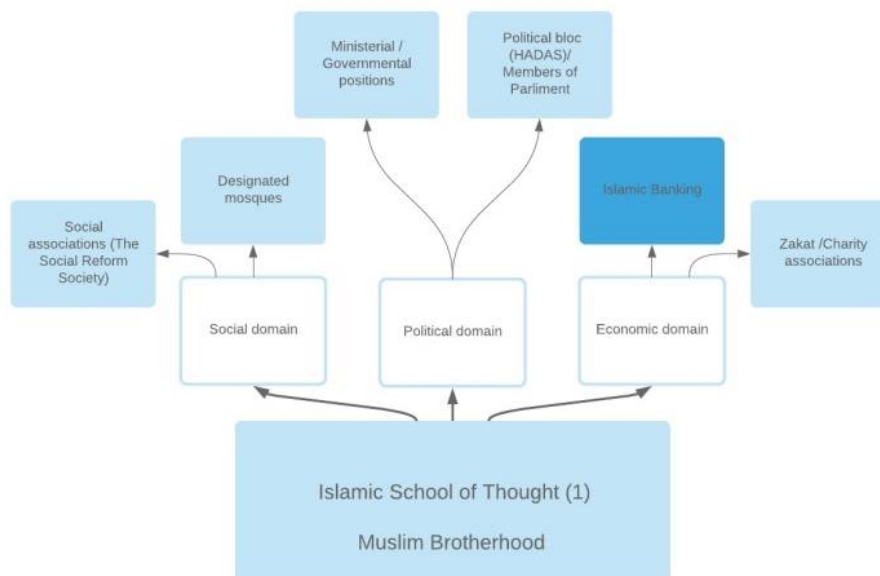 Ministerial /
Governmental
positions
Political bloc
(HADAS)/
Members of
Parliment
Designated
mosques
Islamic Banking
Social
associations (The
Social Reform
Society)
Zakat /Charity
associations
Social domain
Political domain
Economic domain
Islamic School of Thought (1)
Muslim Brotherhood